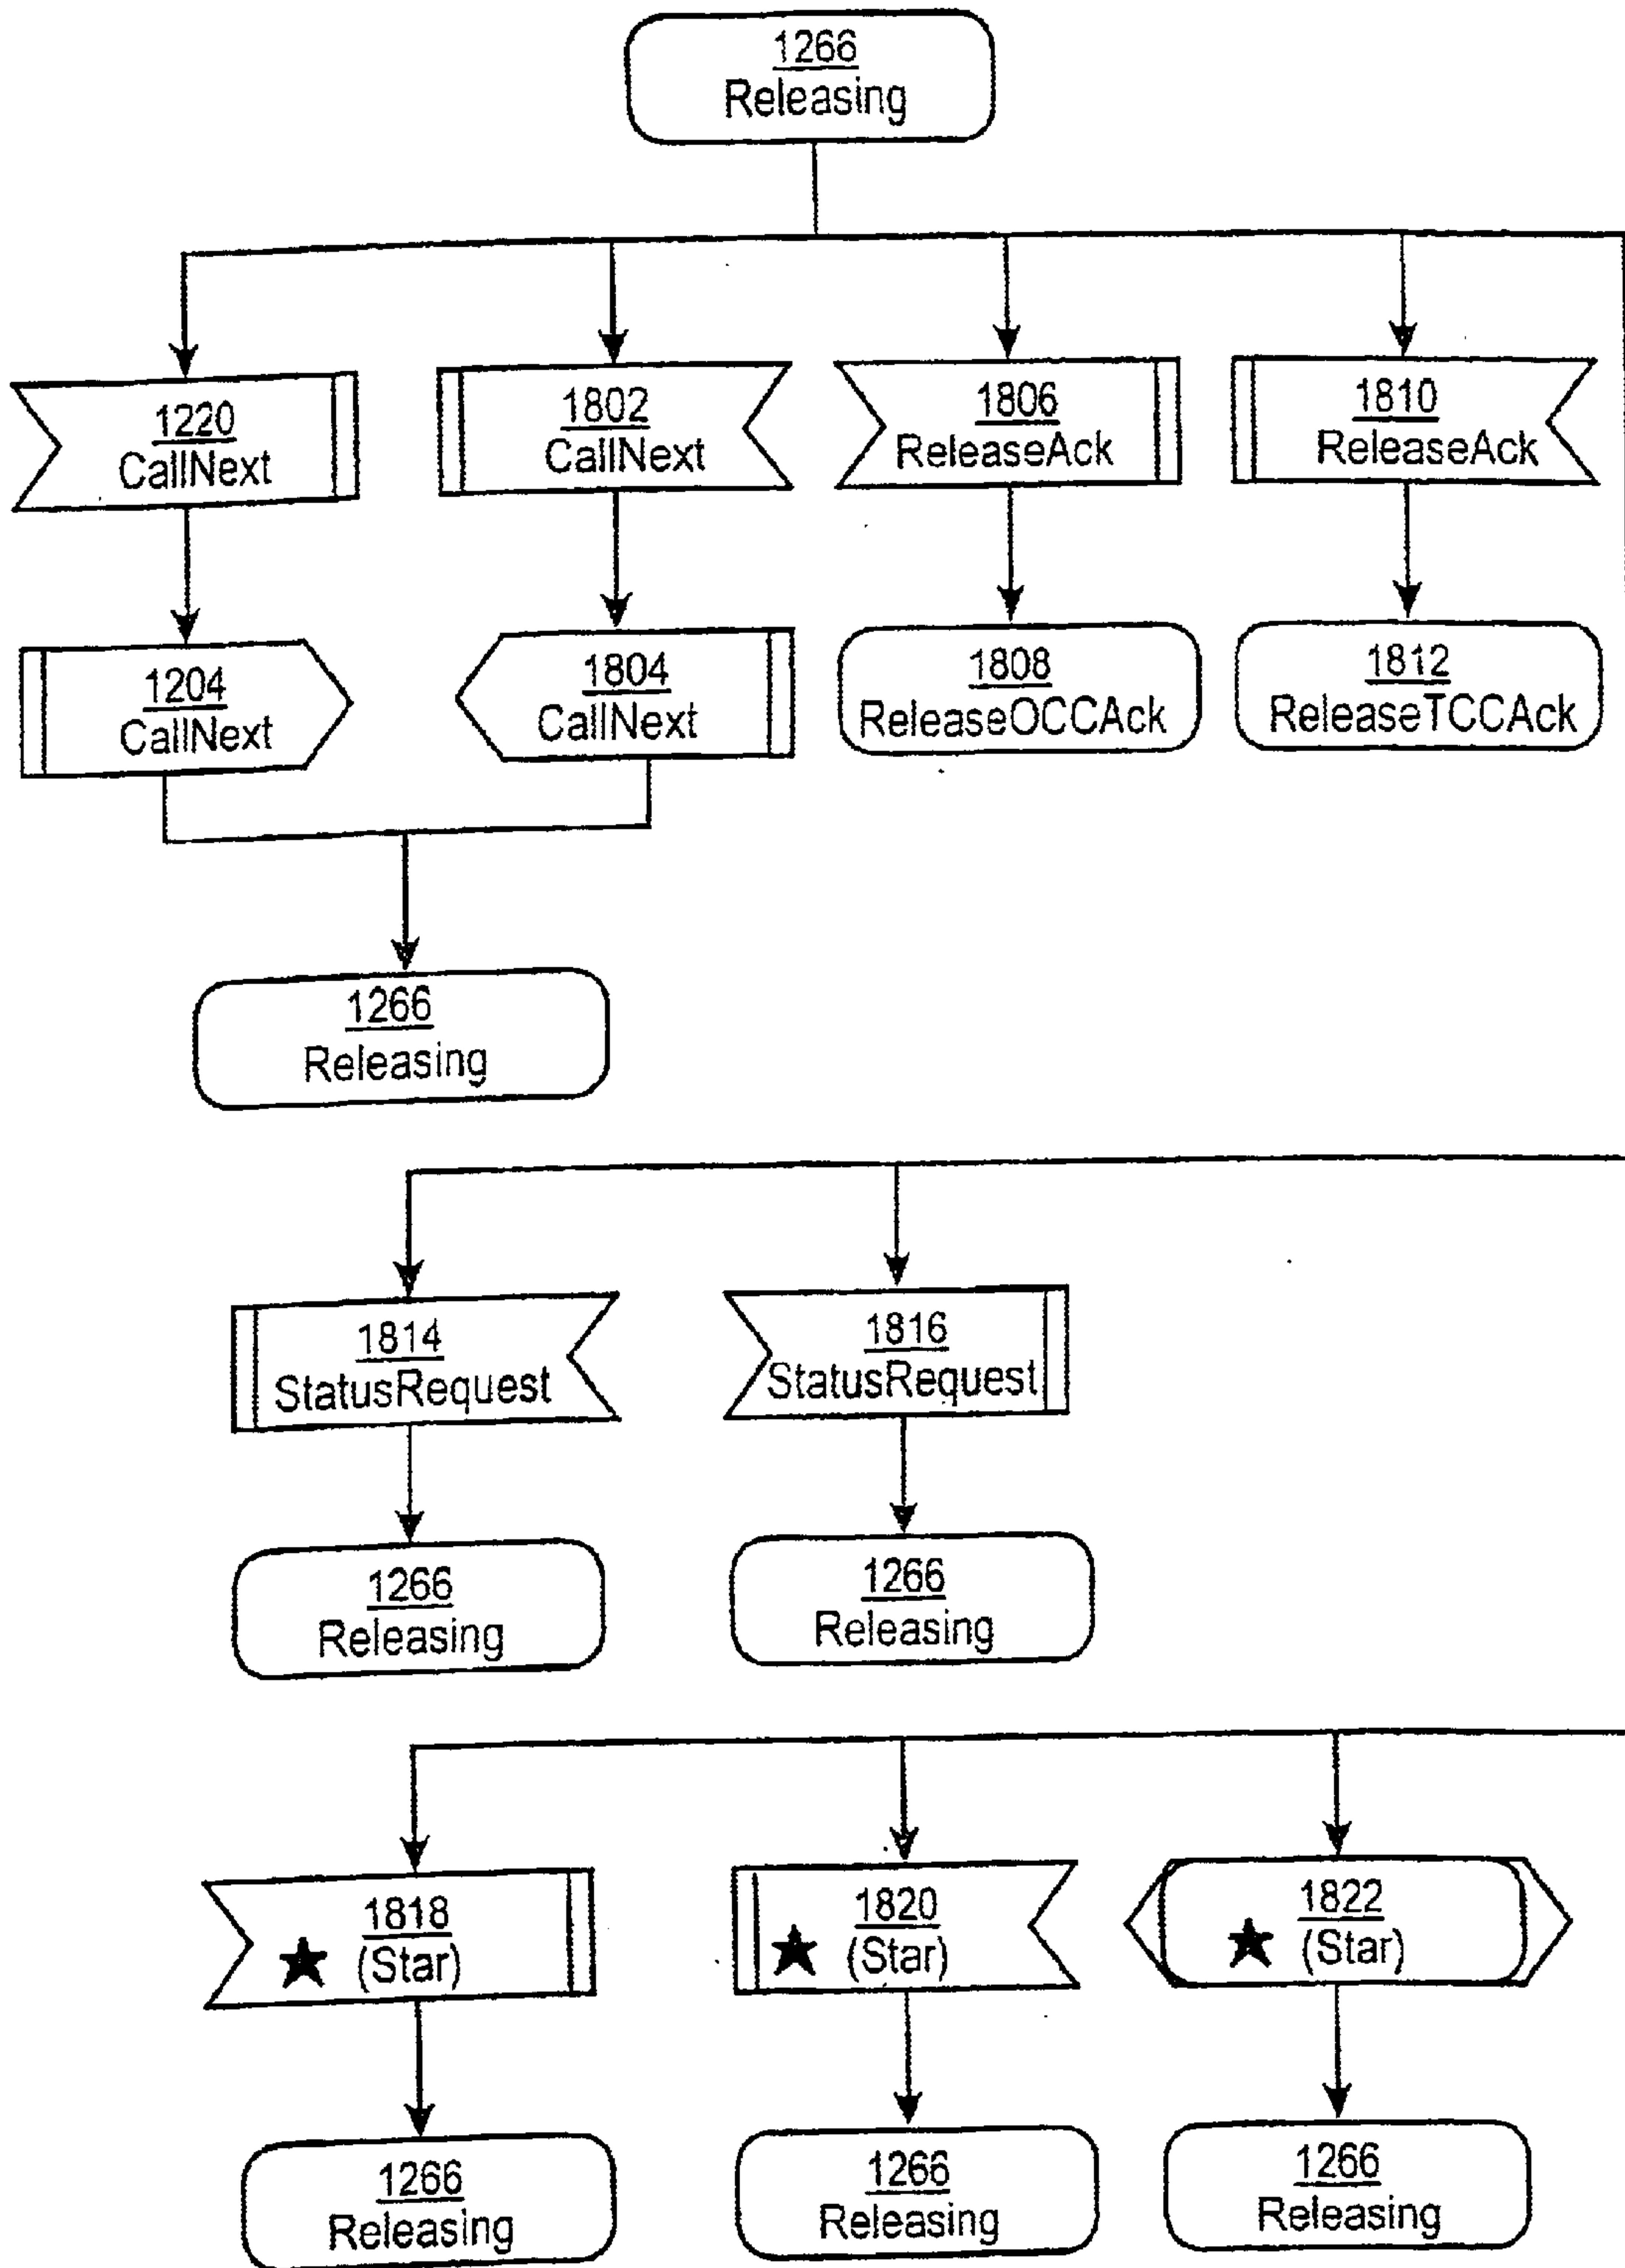 1266
Releasing
1220
CallNext
1802
CallNext
1806
ReleaseAck
1810
ReleaseAck
1204
CallNext
1804
CallNext
1808
ReleaseOCCAck
1812
ReleaseTCCAck
1266
Releasing
1814
StatusRequest
1816
StatusRequest
1266
Releasing
1266
Releasing
1818
(Star)
1820
(Star)
1822
(Star)
1266
Releasing
1266
Releasing
1266
Releasing